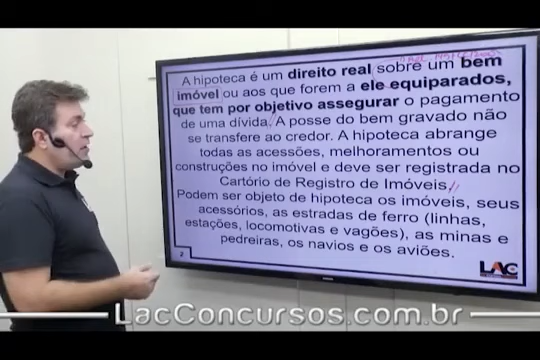 A hipoteca é um direito real sobre um bem
imóvel ou aos que forem a ele equiparados,
que tem por objetivo assegurar o pagamento
de uma dívida. A posse do bem gravado não
se transfere ao credor. A hipoteca abrange
todas as acessões, melhoramentos ou
construções no imóvel e deve ser registrada no
Cartório de Registro de Imóveis.
Podem ser objeto de hipoteca os imóveis, seus
acessórios, as estradas de ferro (linhas,
estações, locomotivas e vagões), as minas e
pedreiras, os navios e os aviões.
2
LAC
LacConcursos.com.br